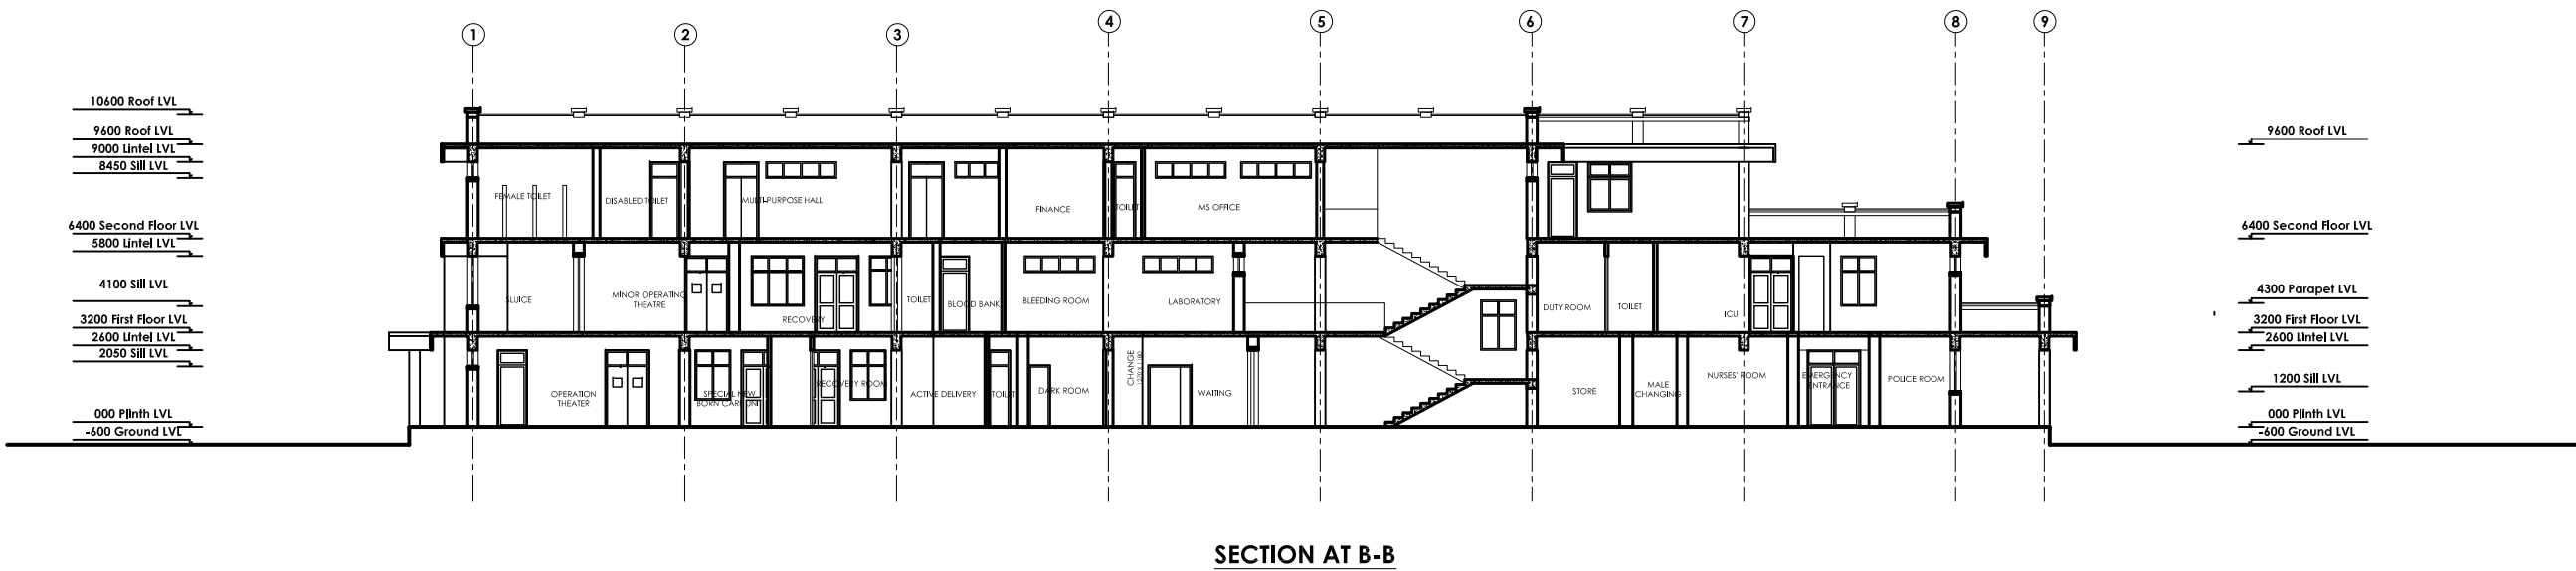 1
2
3
4
5
6
7
8
9
10600 Roof LVL
9600 Roof LVL
9000 Lintel LVL
8450 Sill LVL
6400 Second Floor LVL
5800 Lintel LVL
4100 Sill LVL
3200 First Floor LVL
2600 Lintel LVL
2050 Sill LVL
000 Plinth LVL
-600 Ground LVL
FEMALE TOILET
DISABLED TOILET
MULTI-PURPOSE HALL
FINANCE
TOILET
MS OFFICE
SLUICE
MINOR OPERATING
THEATRE
RECOVERY
TOILET
BLOOD BANK
BLEEDING ROOM
LABORATORY
DUTY ROOM
TOILET
ICU
OPERATION
THEATER
SPECIAL NEW
BORN CARE UNIT
RECOVERY ROOM
ACTIVE DELIVERY
TOILET
DARK ROOM
CHANGE
WAITING
STORE
MALE
CHANGING
NURSES' ROOM
EMERGENCY
ENTRANCE
POLICE ROOM
9600 Roof LVL
6400 Second Floor LVL
4300 Parapet LVL
3200 First Floor LVL
2600 Lintel LVL
1200 Sill LVL
000 Plinth LVL
-600 Ground LVL
SECTION AT B-B